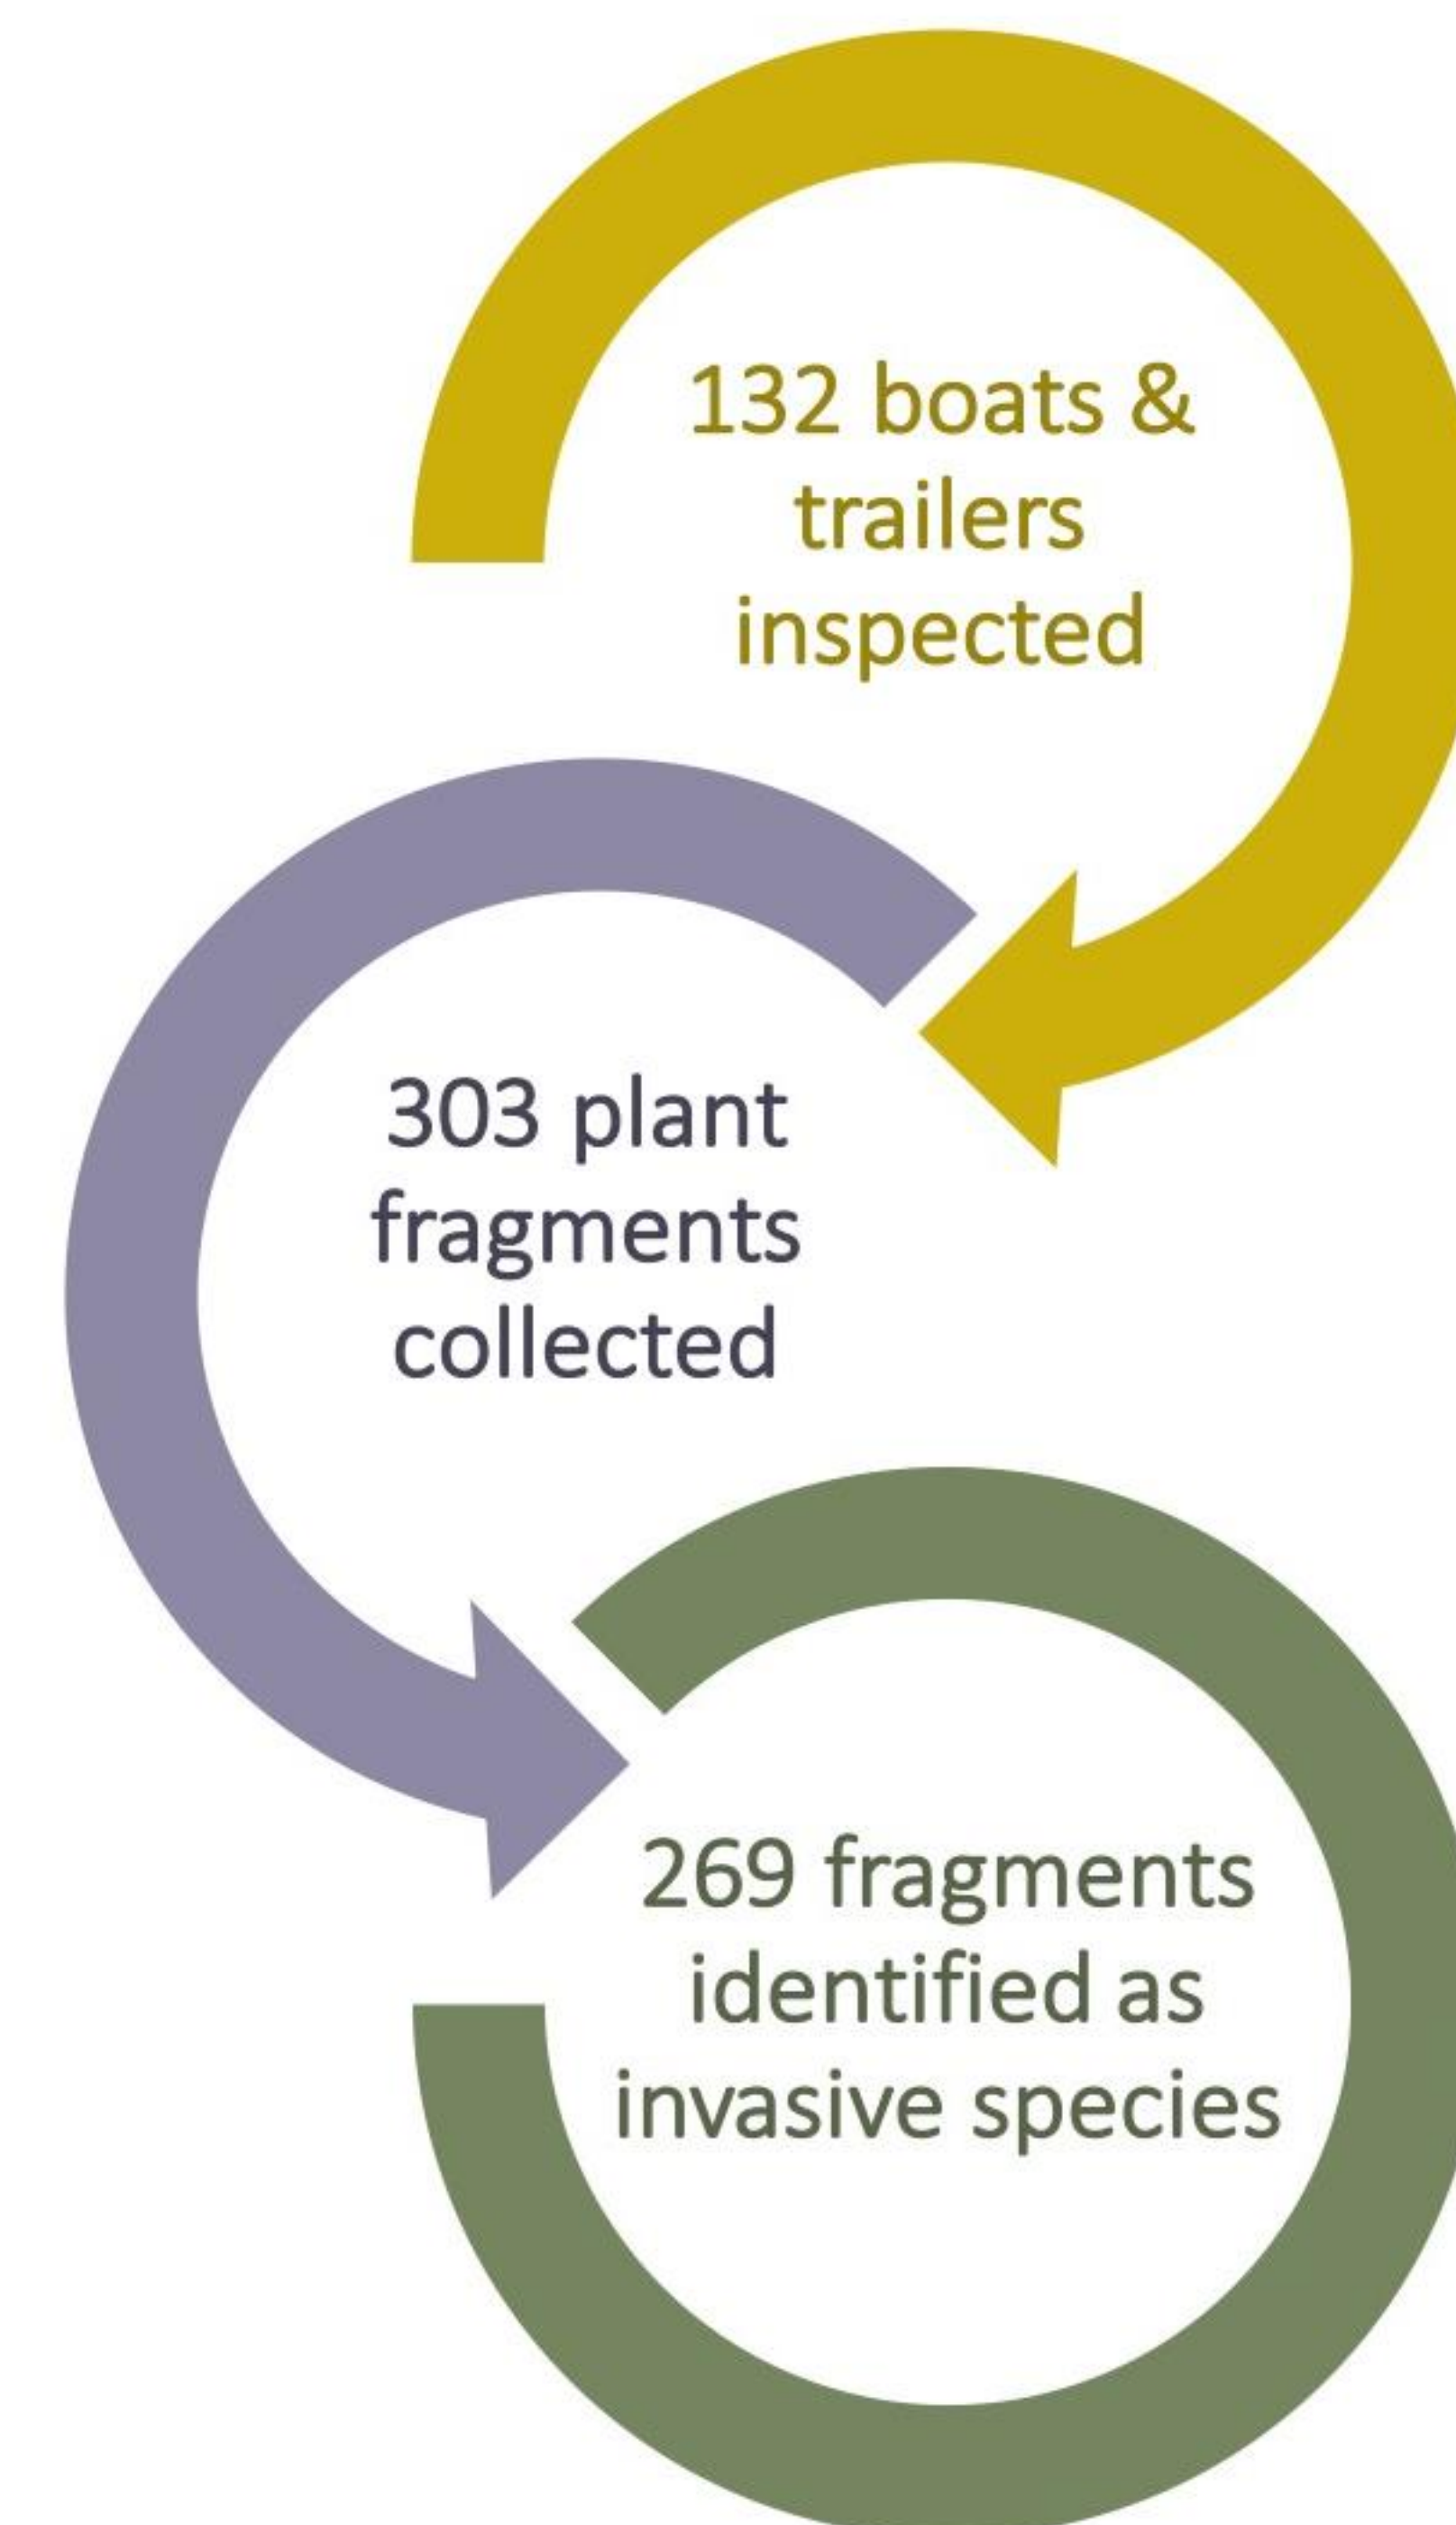 132 boats &
trailers
inspected
303 plant
fragments
collected
269 fragments
identified as
invasive species